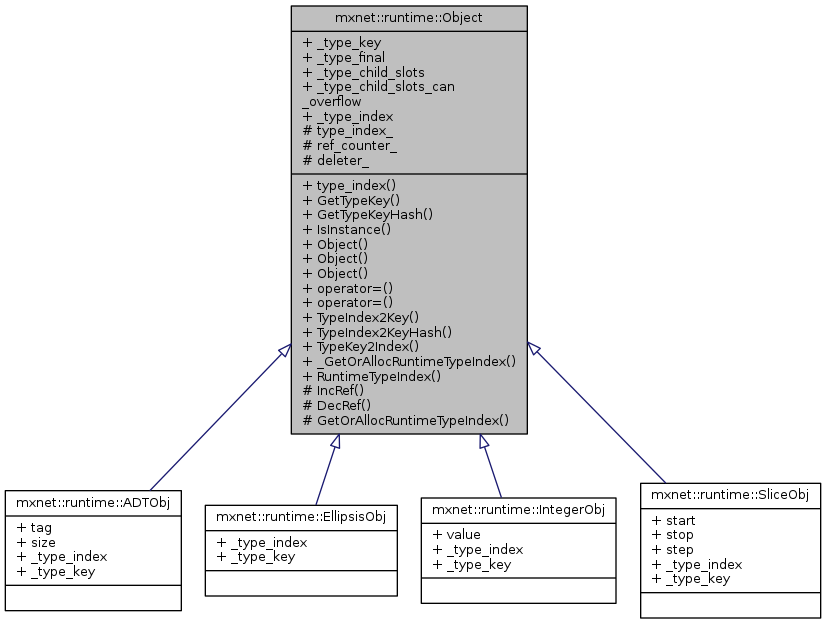 mxnet::runtime::Object
+ _type_key
+ _type_final
+ _type_child_slots
+ _type_child_slots_can
_overflow
+ _type_index
# type_index_
# ref_counter_
# deleter_
+ type_index()
+ GetTypeKey()
+ GetTypeKeyHash()
+ IsInstance()
+ Object()
+ Object()
+ Object()
+ operator=()
+ operator=()
+ TypeIndex2Key()
+ TypeIndex2KeyHash()
+ TypeKey2Index()
+ _GetOrAllocRuntimeTypeIndex()
+ RuntimeTypeIndex()
# IncRef()
# DecRef()
# GetOrAllocRuntimeTypeIndex()
mxnet::runtime::ADTObj
+ tag
+ size
+ _type_index
+ _type_key
mxnet::runtime::EllipsisObj
+ _type_index
+ _type_key
mxnet::runtime::IntegerObj
+ value
+ _type_index
+ _type_key
mxnet::runtime::SliceObj
+ start
+ stop
+ step
+ _type_index
+ _type_key